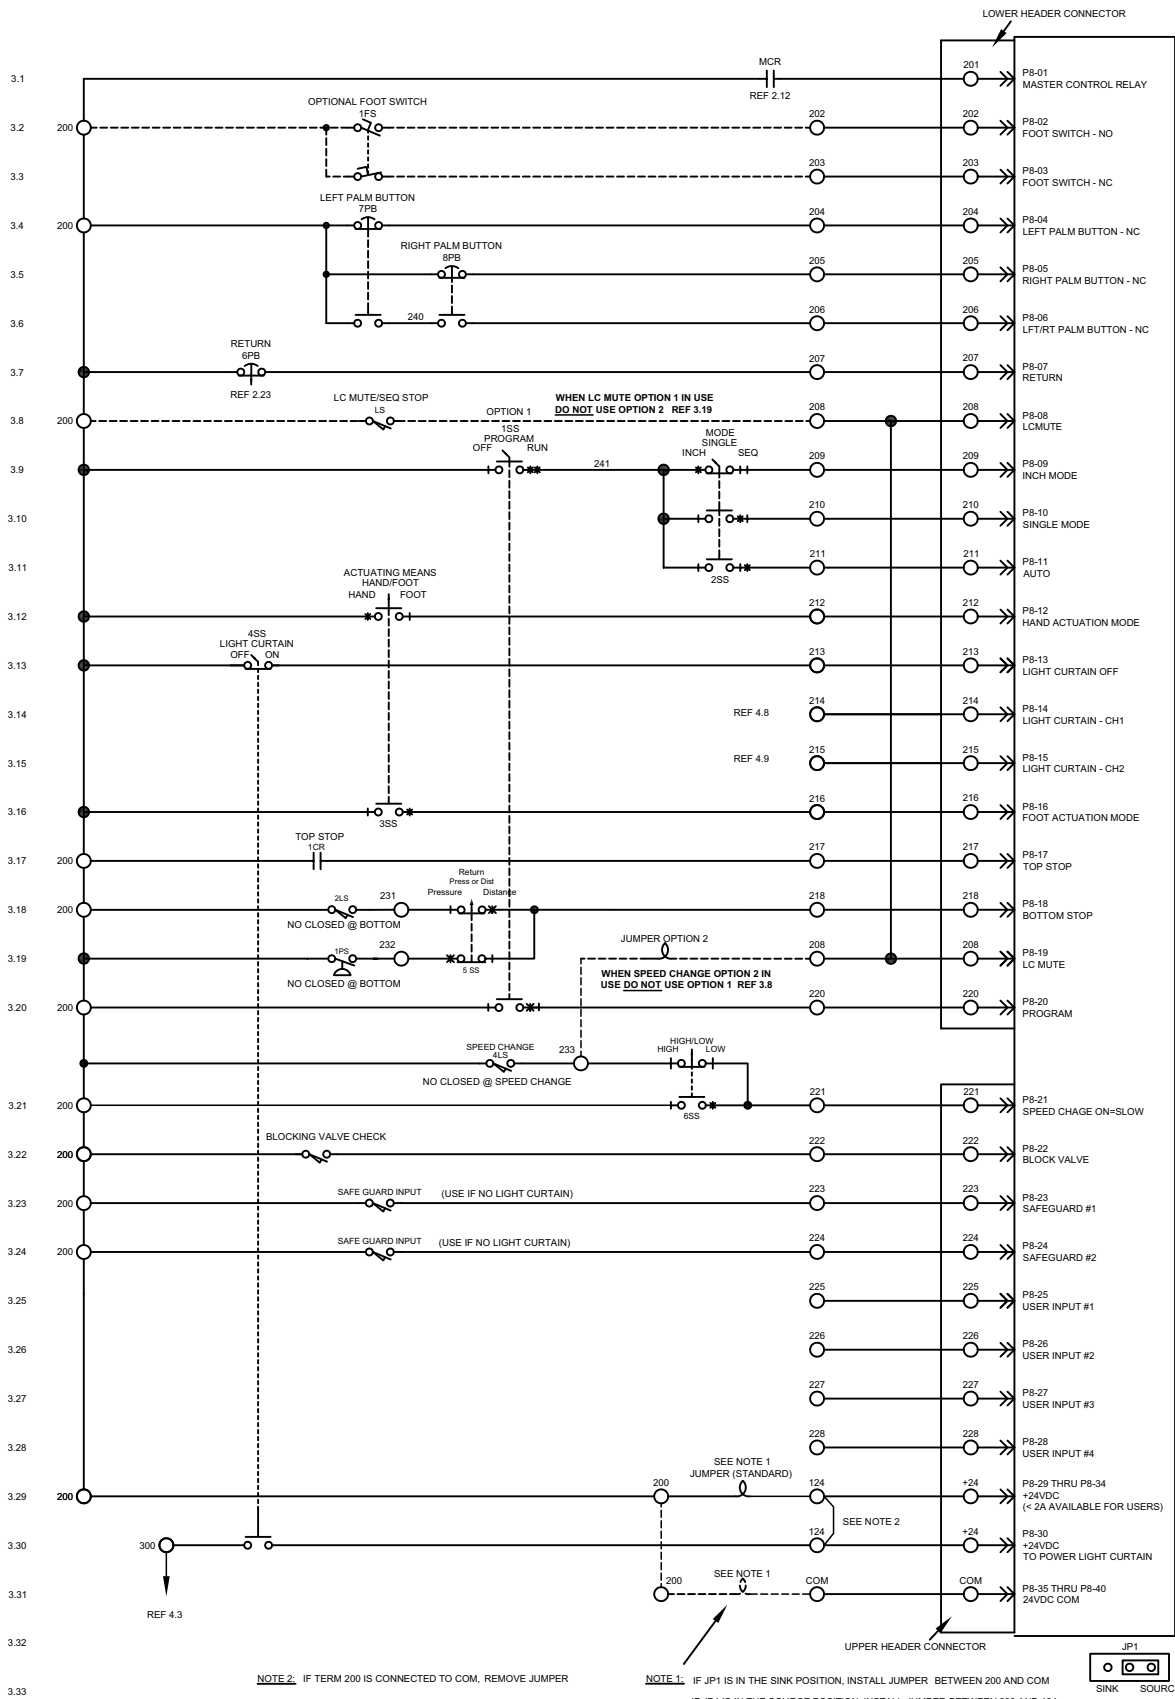 LOWER HEADER CONNECTOR
3.1
MCR
REF 2.12
201
P8-01
MASTER CONTROL RELAY
OPTIONAL FOOT SWITCH
1FS
3.2
200
202
202
P8-02
FOOT SWITCH - NO
3.3
203
203
P8-03
FOOT SWITCH - NC
LEFT PALM BUTTON
7PB
3.4
200
204
204
P8-04
LEFT PALM BUTTON - NC
RIGHT PALM BUTTON
8PB
3.5
205
205
P8-05
RIGHT PALM BUTTON - NC
3.6
240
206
206
P8-06
LFT/RT PALM BUTTON - NC
RETURN
6PB
3.7
REF 2.23
207
207
P8-07
RETURN
LC MUTE/SEQ STOP
LS
OPTION 1
WHEN LC MUTE OPTION 1 IN USE
DO NOT USE OPTION 2 REF 3.19
3.8
200
208
208
P8-08
LCMUTE
1SS
PROGRAM
OFF RUN
MODE
SINGLE
INCH SEQ
3.9
241
209
209
P8-09
INCH MODE
3.10
210
210
P8-10
SINGLE MODE
3.11
2SS
211
211
P8-11
AUTO
ACTUATING MEANS
HAND/FOOT
HAND FOOT
3.12
212
212
P8-12
HAND ACTUATION MODE
4SS
LIGHT CURTAIN
OFF ON
3.13
213
213
P8-13
LIGHT CURTAIN OFF
3.14
REF 4.8
214
214
P8-14
LIGHT CURTAIN - CH1
3.15
REF 4.9
215
215
P8-15
LIGHT CURTAIN - CH2
3.16
3SS
216
216
P8-16
FOOT ACTUATION MODE
TOP STOP
1CR
3.17
200
217
217
P8-17
TOP STOP
Return
Press or Dist
Pressure Distance
3.18
200
2LS
231
NO CLOSED @ BOTTOM
218
218
P8-18
BOTTOM STOP
3.19
1PS
232
5 SS
NO CLOSED @ BOTTOM
JUMPER OPTION 2
208
208
P8-19
LC MUTE
WHEN SPEED CHANGE OPTION 2 IN
USE DO NOT USE OPTION 1 REF 3.8
3.20
200
220
220
P8-20
PROGRAM
SPEED CHANGE
4LS
233
NO CLOSED @ SPEED CHANGE
HIGH/LOW
HIGH LOW
3.21
200
6SS
221
221
P8-21
SPEED CHAGE ON=SLOW
BLOCKING VALVE CHECK
3.22
200
222
222
P8-22
BLOCK VALVE
3.23
200
SAFE GUARD INPUT
(USE IF NO LIGHT CURTAIN)
223
223
P8-23
SAFEGUARD #1
3.24
200
SAFE GUARD INPUT
(USE IF NO LIGHT CURTAIN)
224
224
P8-24
SAFEGUARD #2
3.25
225
225
P8-25
USER INPUT #1
3.26
226
226
P8-26
USER INPUT #2
3.27
227
227
P8-27
USER INPUT #3
3.28
228
228
P8-28
USER INPUT #4
SEE NOTE 1
JUMPER (STANDARD)
3.29
200
200
124
+24
P8-29 THRU P8-34
+24VDC
(< 2A AVAILABLE FOR USERS)
SEE NOTE 2
3.30
300
124
+24
P8-30
+24VDC
TO POWER LIGHT CURTAIN
3.31
200
SEE NOTE 1
COM
COM
P8-35 THRU P8-40
24VDC COM
REF 4.3
3.32
UPPER HEADER CONNECTOR
JP1
SINK
NOTE 2: IF TERM 200 IS CONNECTED TO COM, REMOVE JUMPER
NOTE 1: IF JP1 IS IN THE SINK POSITION, INSTALL JUMPER BETWEEN 200 AND COM
3.33